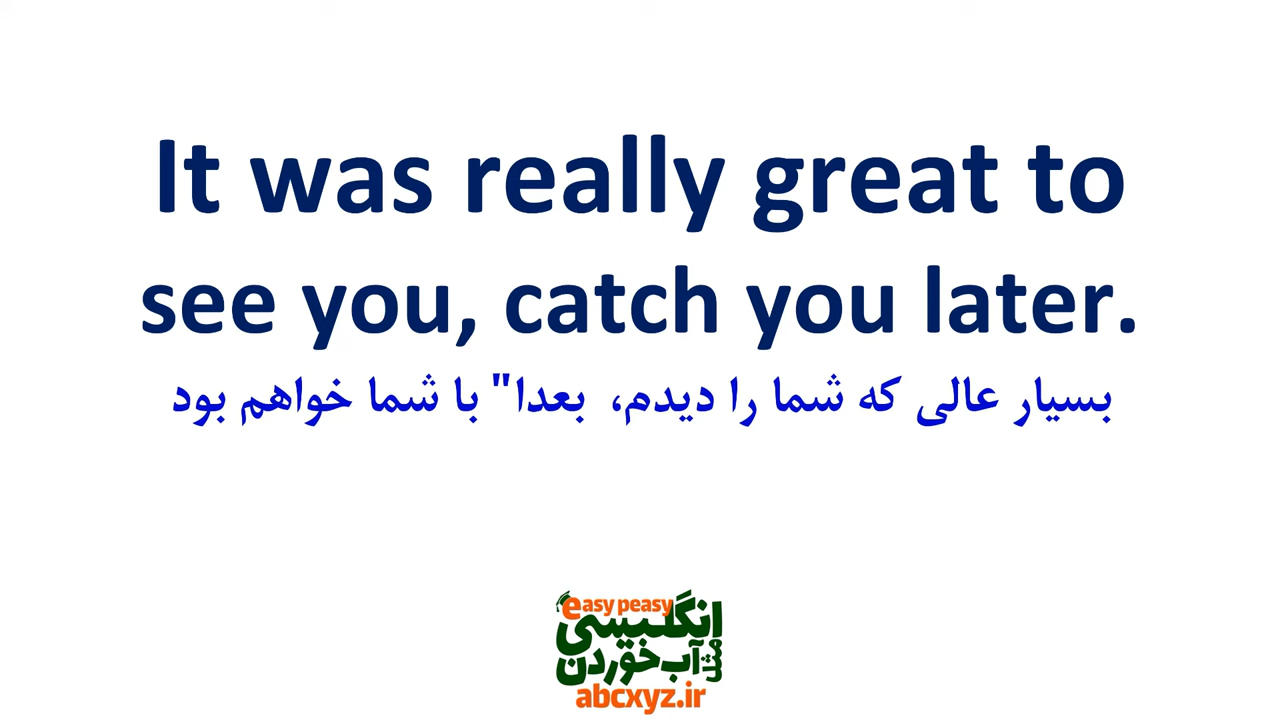 It was really great to
see you, catch you later.
بسیار عالی که شما را دیدم، بعدا" با شما خواهم بود
easy peasy
انگلیسی
مثل آب خوردن
abcxyz.ir